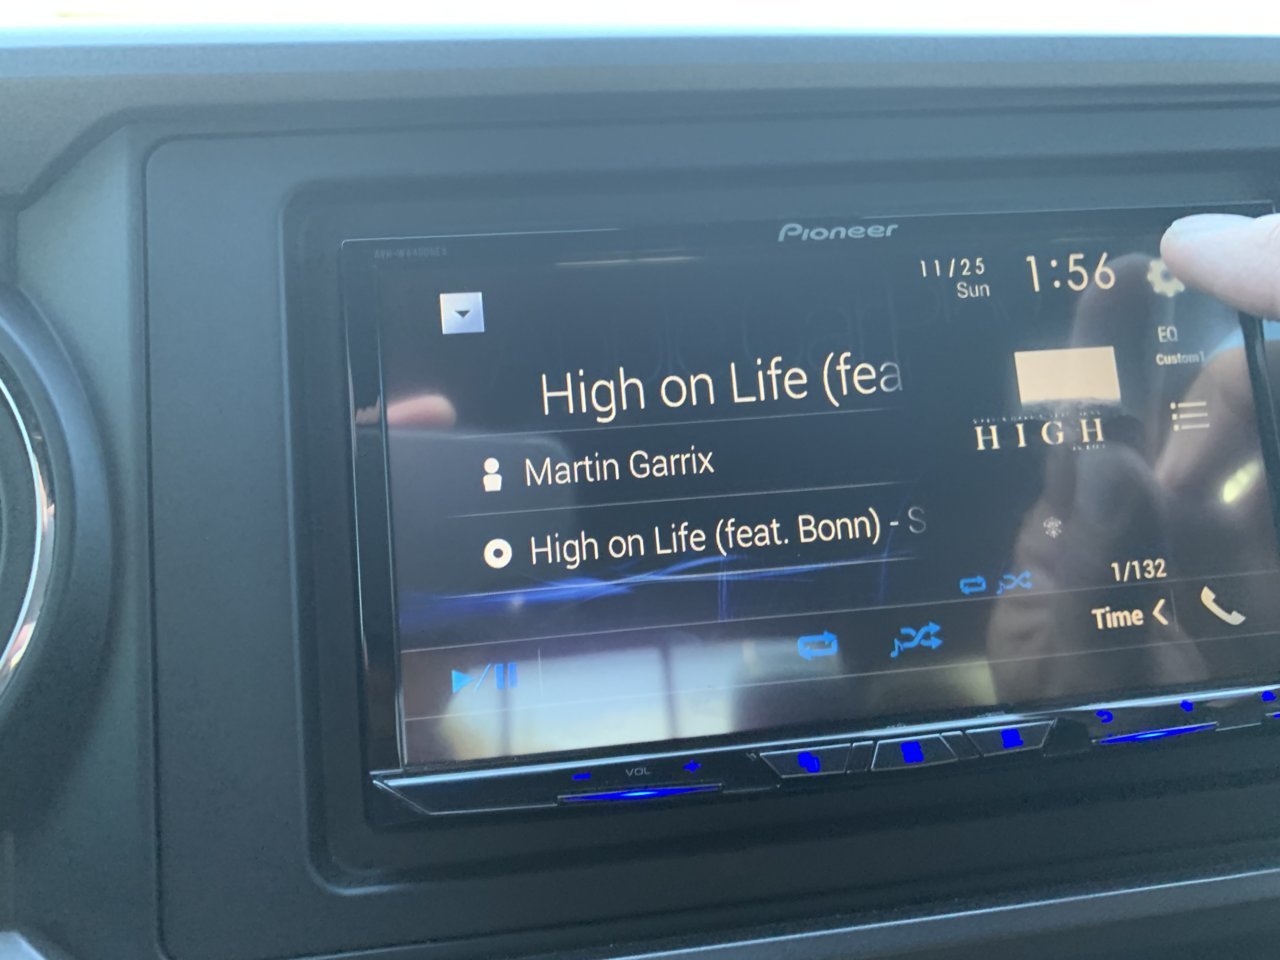 Pioneer
11/25
Sun
1:56
High on Life (fea
EQ
Custom1
Martin Garrix
HIGH
High on Life (feat. Bonn) - S
1/132
Time
VOL